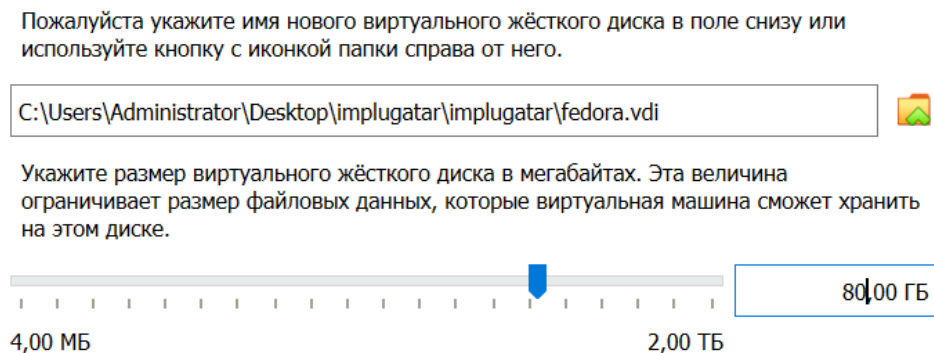 Пожалуйста укажите имя нового виртуального жёсткого диска в поле снизу или
используйте кнопку с иконкой папки справа от него.
C:\Users\Administrator\Desktop\implugatar\implugatar\fedora.vdi
Укажите размер виртуального жёсткого диска в мегабайтах. Эта величина
ограничивает размер файловых данных, которые виртуальная машина сможет хранить
на этом диске.
80,00 ГБ
4,00 МБ 2,00 ТБ